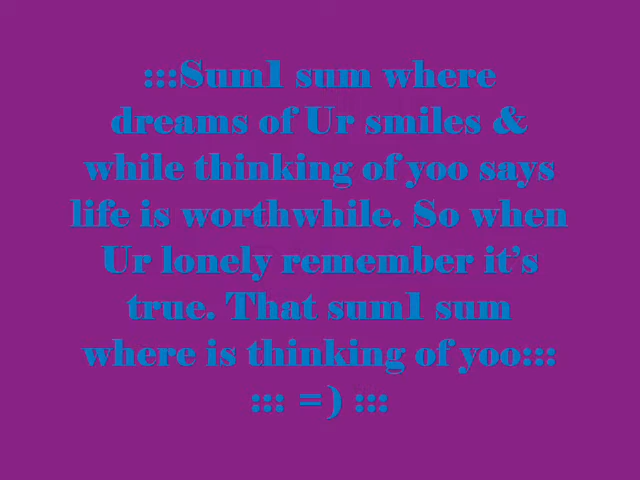 :::Sum1 sum where
dreams of Ur smiles &
while thinking of yoo says
life is worthwhile. So when
Ur lonely remember it’s
true. That sum1 sum
where is thinking of yoo:::
::: =) :::